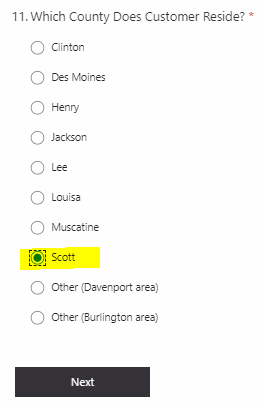 11. Which County Does Customer Reside? *
Clinton
Des Moines
Henry
Jackson
Lee
Louisa
Muscatine
Scott
Other (Davenport area)
Other (Burlington area)
Next